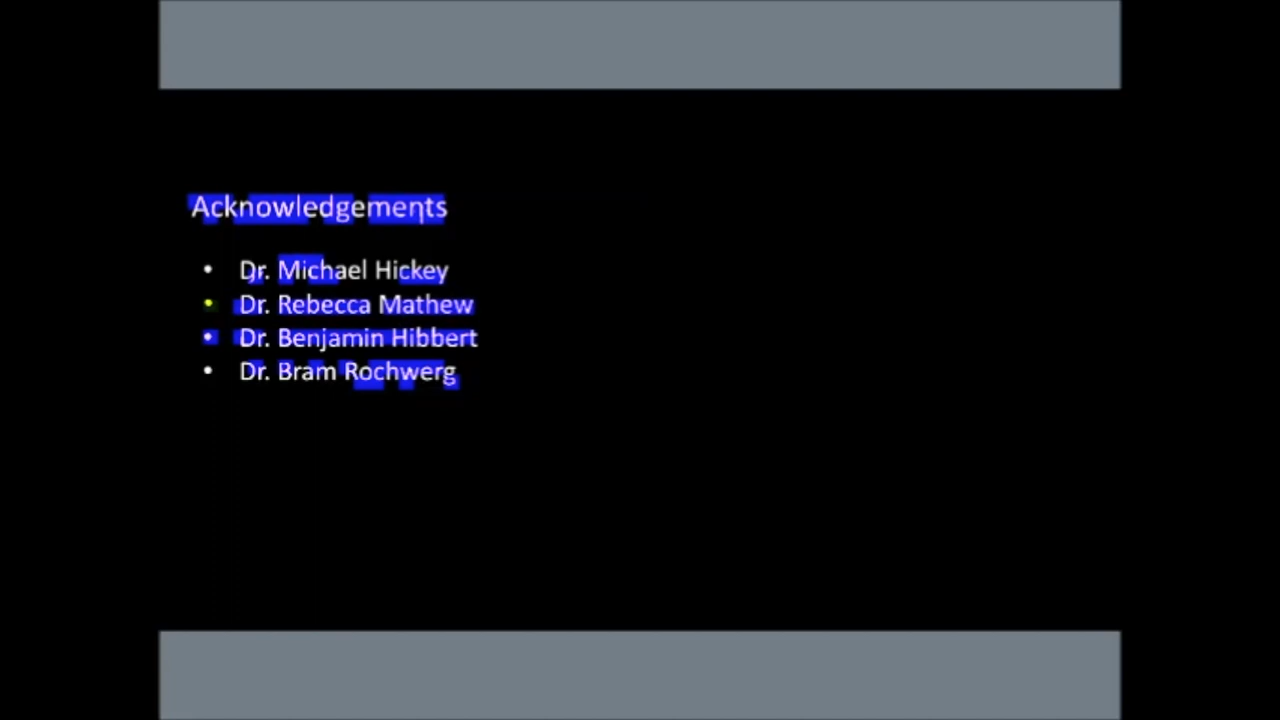 Acknowledgements
• Dr. Michael Hickey
• Dr. Rebecca Mathew
• Dr. Benjamin Hibbert
• Dr. Bram Rochwerg